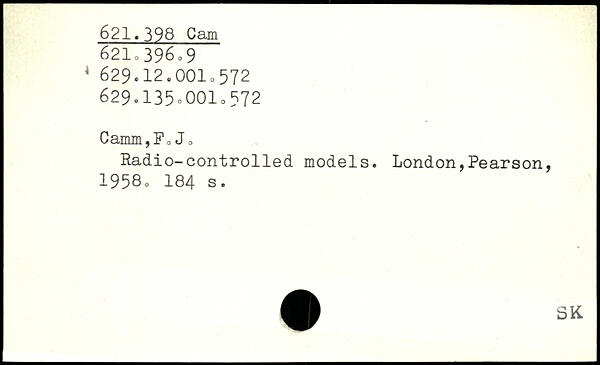 621.398 Cam
621.396.9
629.12.001.572
629.135.001.572
Camm,F.J.
Radio-controlled models. London,Pearson,
1958. 184 s.
SK